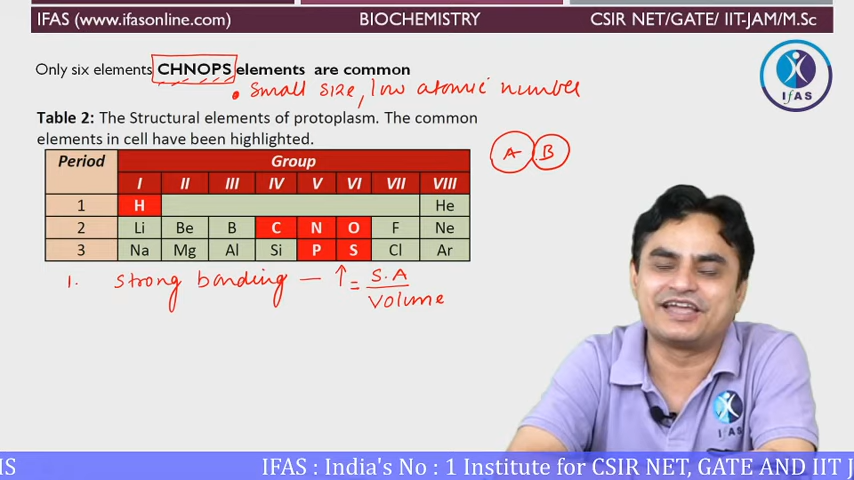 IFAS (www.ifasonline.com) BIOCHEMISTRY CSIR NET/GATE/ IIT-JAM/M.Sc
Only six elements CHNOPS elements are common
• Small size, low atomic number
Table 2: The Structural elements of protoplasm. The common
elements in cell have been highlighted.
A B
Period Group
I II III IV V VI VII VIII
1 H He
2 Li Be B C N O F Ne
3 Na Mg Al Si P S Cl Ar
1. Strong bonding — ↑ = S.A
Volume
IFAS
IFAS
IS IFAS : India's No : 1 Institute for CSIR NET, GATE AND IIT J